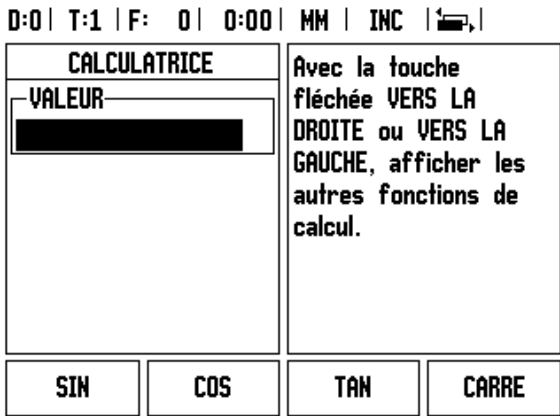 D:0 | T:1 | F: 0 | 0:00 | MM | INC |
CALCULATRICE
VALEUR
Avec la touche
fléchée VERS LA
DROITE ou VERS LA
GAUCHE, afficher les
autres fonctions de
calcul.
SIN COS TAN CARRE